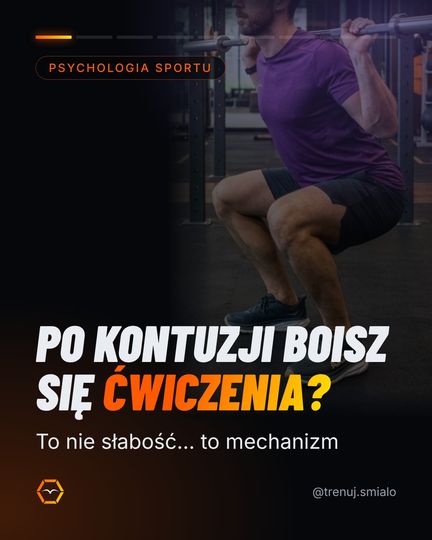 PSYCHOLOGIA SPORTU
PO KONTUZJI BOISZ
SIĘ ĆWICZENIA?
To nie słabość... to mechanizm
@trenuj.smialo